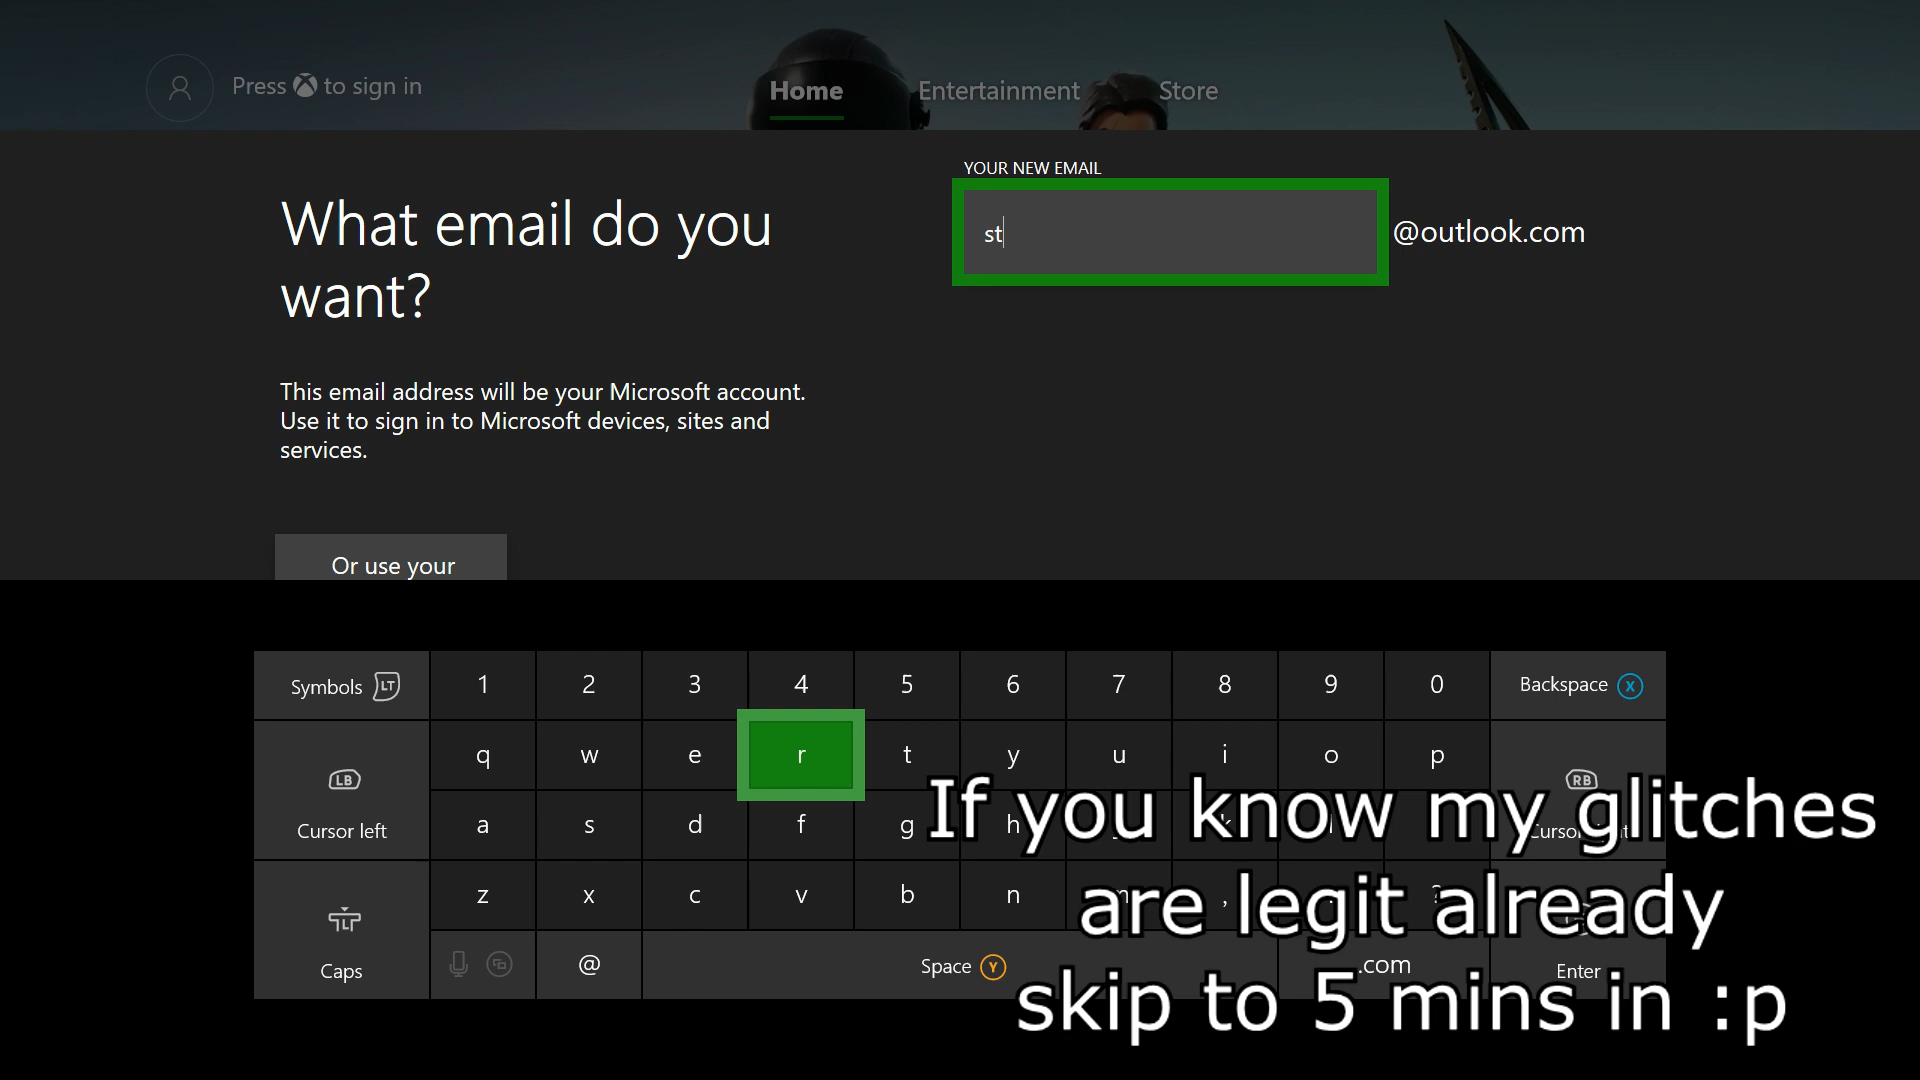 Press to sign in
Home
Entertainment
Store
What email do you
want?
This email address will be your Microsoft account.
Use it to sign in to Microsoft devices, sites and
services.
Or use your
YOUR NEW EMAIL
st
@outlook.com
Symbols LT 1 2 3 4 5 6 7 8 9 0 Backspace X
LB q w e r t y u i o p RB
Cursor left a s d f g h
z x c v b n , ?
Caps @ Space Y .com Enter
If you know my glitches
are legit already
skip to 5 mins in :p